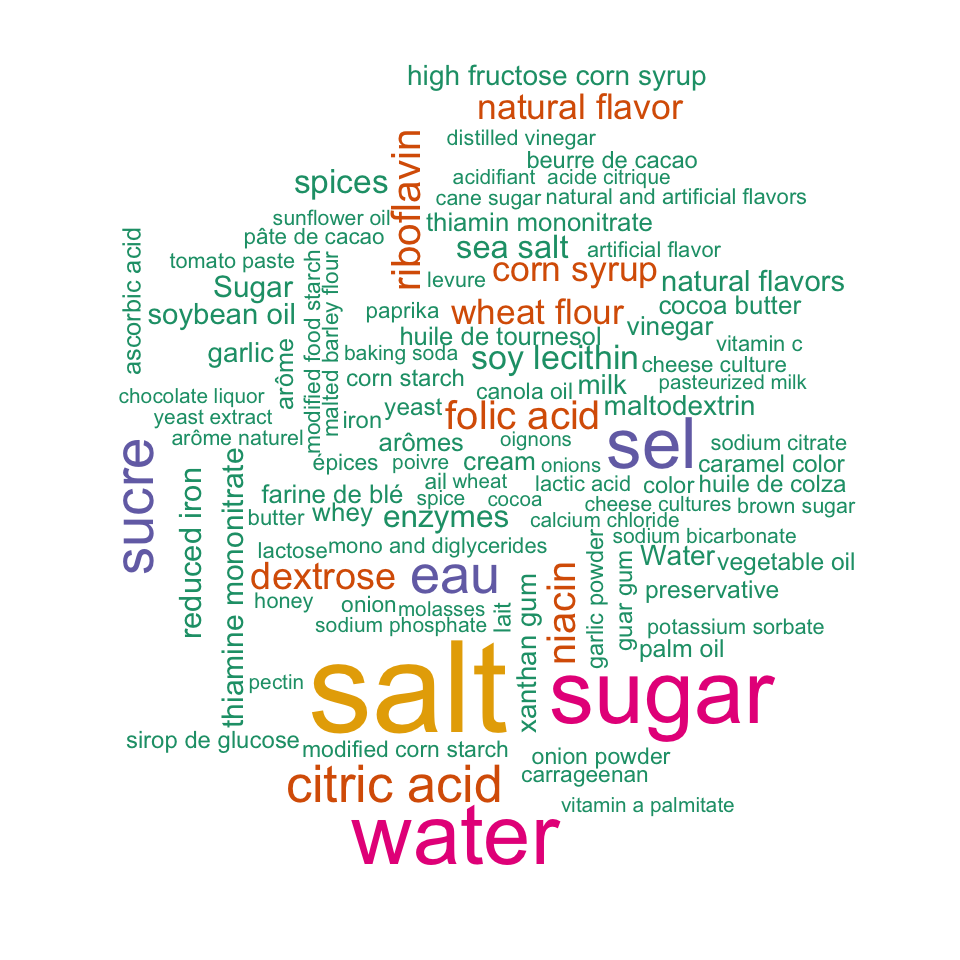 high fructose corn syrup
natural flavor
distilled vinegar
riboflavin
beurre de cacao
spices
acidifiant
acide citrique
cane sugar
natural and artificial flavors
sunflower oil
thiamin mononitrate
pâte de cacao
sea salt
artificial flavor
ascorbic acid
tomato paste
modified food starch
malted barley flour
levure
corn syrup
natural flavors
Sugar
soybean oil
paprika
wheat flour
cocoa butter
vinegar
huile de tournesol
garlic
arôme
baking soda
soy lecithin
vitamin c
cheese culture
corn starch
canola oil
milk
pasteurized milk
chocolate liquor
yeast extract
iron
yeast
folic acid
maltodextrin
arôme naturel
arômes
oignons
sel
sodium citrate
sucre
épices
poivre
cream
onions
caramel color
reduced iron
thiamine mononitrate
farine de blé
ail
wheat
lactic acid
color
huile de colza
spice
cocoa
cheese cultures
brown sugar
butter
whey
enzymes
calcium chloride
sodium bicarbonate
lactose
mono and diglycerides
Water
vegetable oil
dextrose
eau
niacin
garlic powder
guar gum
preservative
honey
onion
molasses
lait
xanthan gum
sodium phosphate
potassium sorbate
palm oil
pectin
salt
sugar
sirop de glucose
modified corn starch
onion powder
citric acid
carrageenan
vitamin a palmitate
water